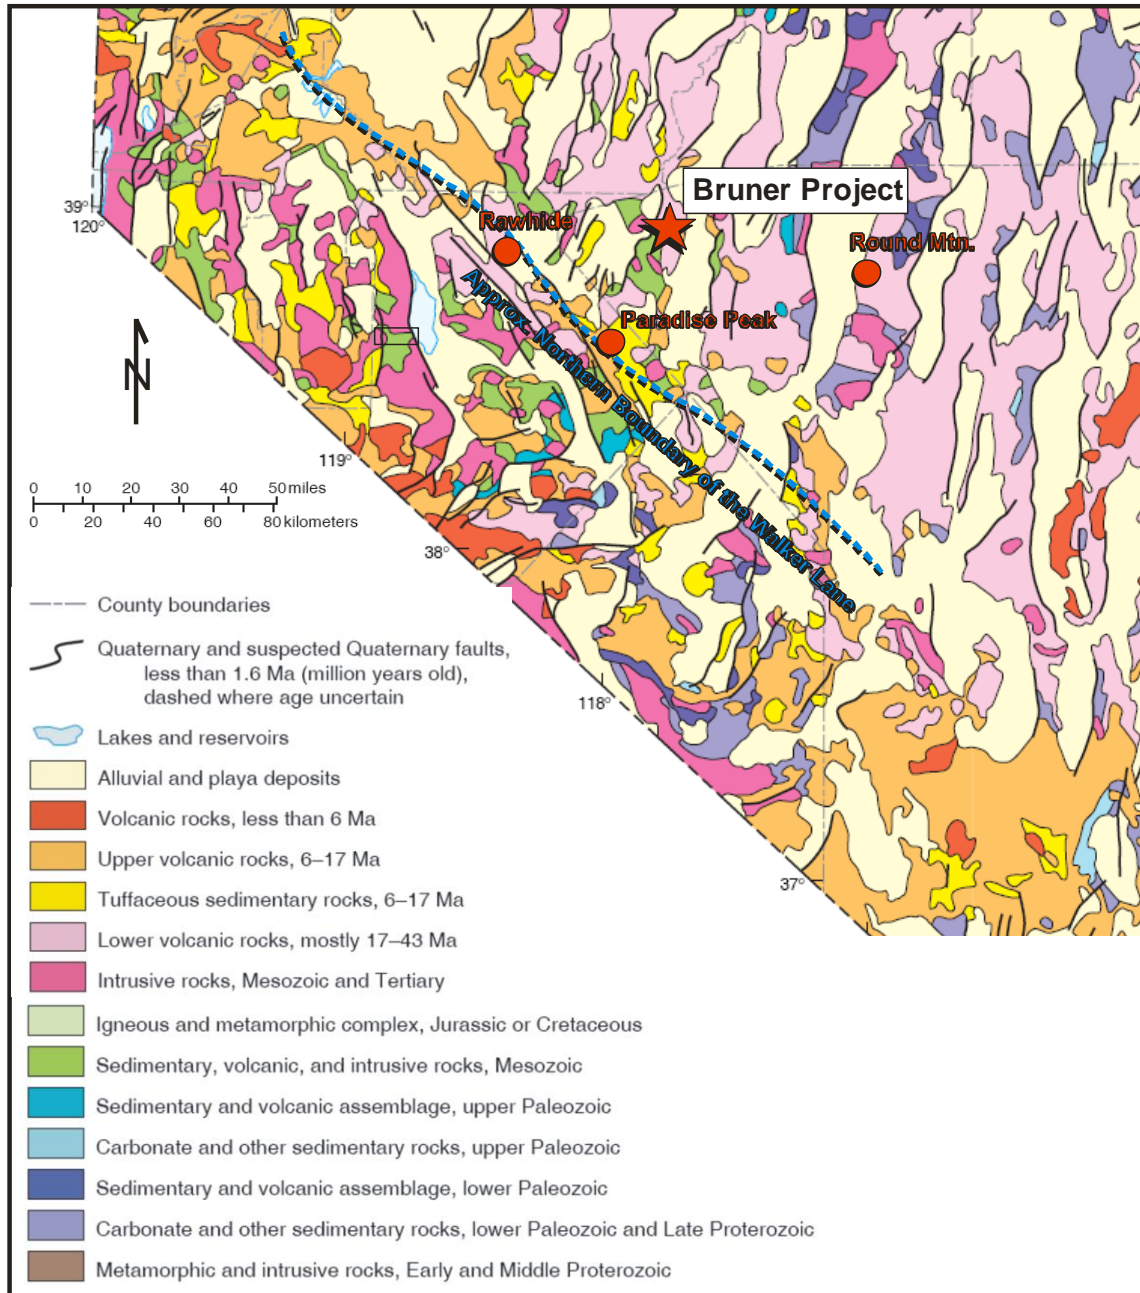 Bruner Project
39°
120°
Rawhide
Round Mtn.
Paradise Peak
Approx. Northern Boundary of the Walker Lane
N
119°
0 10 20 30 40 50 miles
0 20 40 60 80 kilometers
38°
118°
37°
County boundaries
Quaternary and suspected Quaternary faults,
less than 1.6 Ma (million years old),
dashed where age uncertain
Lakes and reservoirs
Alluvial and playa deposits
Volcanic rocks, less than 6 Ma
Upper volcanic rocks, 6–17 Ma
Tuffaceous sedimentary rocks, 6–17 Ma
Lower volcanic rocks, mostly 17–43 Ma
Intrusive rocks, Mesozoic and Tertiary
Igneous and metamorphic complex, Jurassic or Cretaceous
Sedimentary, volcanic, and intrusive rocks, Mesozoic
Sedimentary and volcanic assemblage, upper Paleozoic
Carbonate and other sedimentary rocks, upper Paleozoic
Sedimentary and volcanic assemblage, lower Paleozoic
Carbonate and other sedimentary rocks, lower Paleozoic and Late Proterozoic
Metamorphic and intrusive rocks, Early and Middle Proterozoic